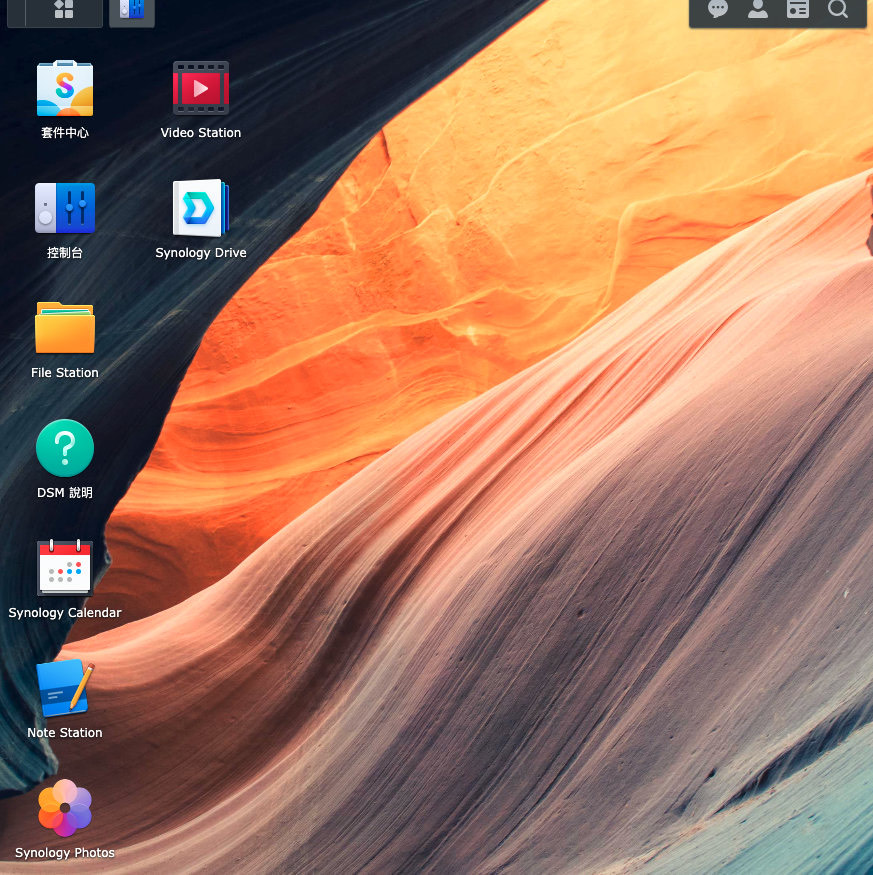 套件中心
Video Station
控制台
Synology Drive
File Station
DSM 說明
Synology Calendar
Note Station
Synology Photos